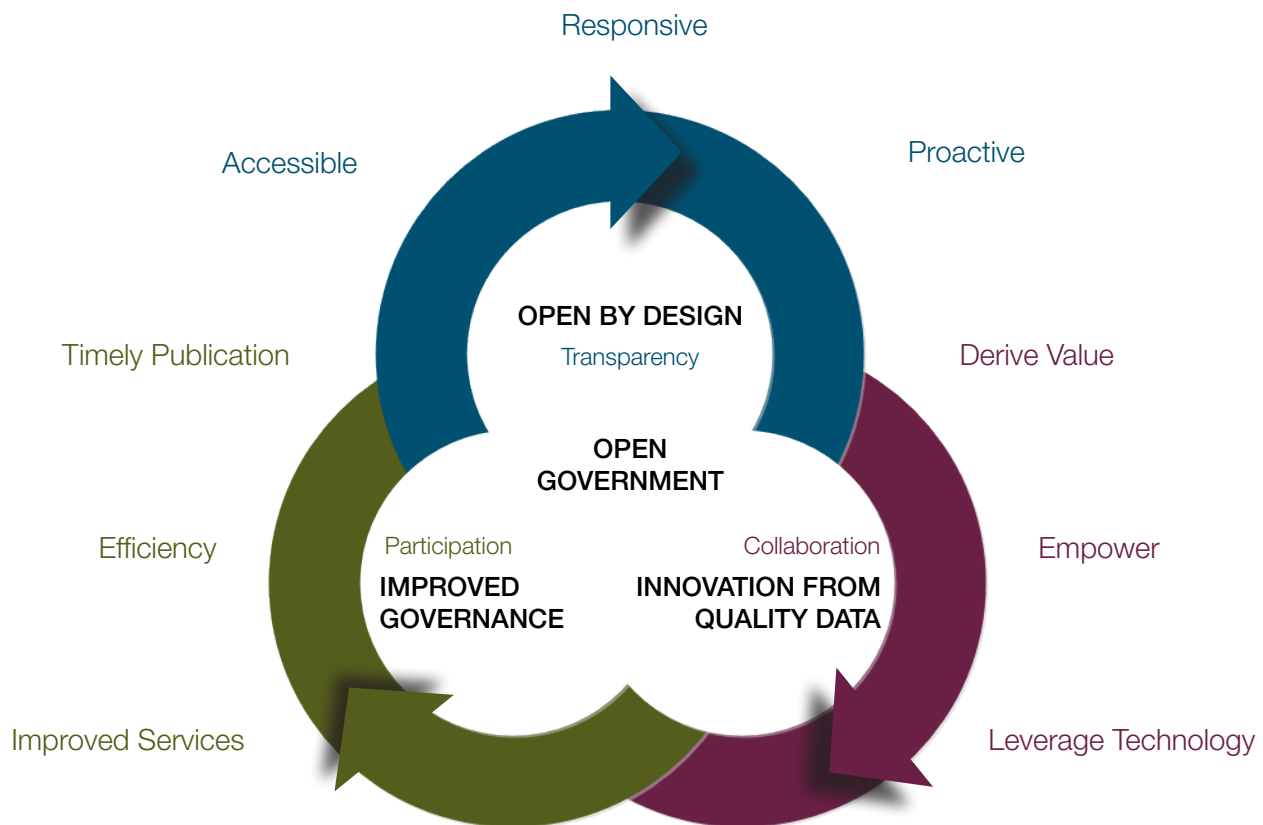 Responsive
Accessible
Proactive
OPEN BY DESIGN
Transparency
Timely Publication
Derive Value
OPEN
GOVERNMENT
Efficiency
Participation
Collaboration
Empower
IMPROVED
GOVERNANCE
INNOVATION FROM
QUALITY DATA
Improved Services
Leverage Technology